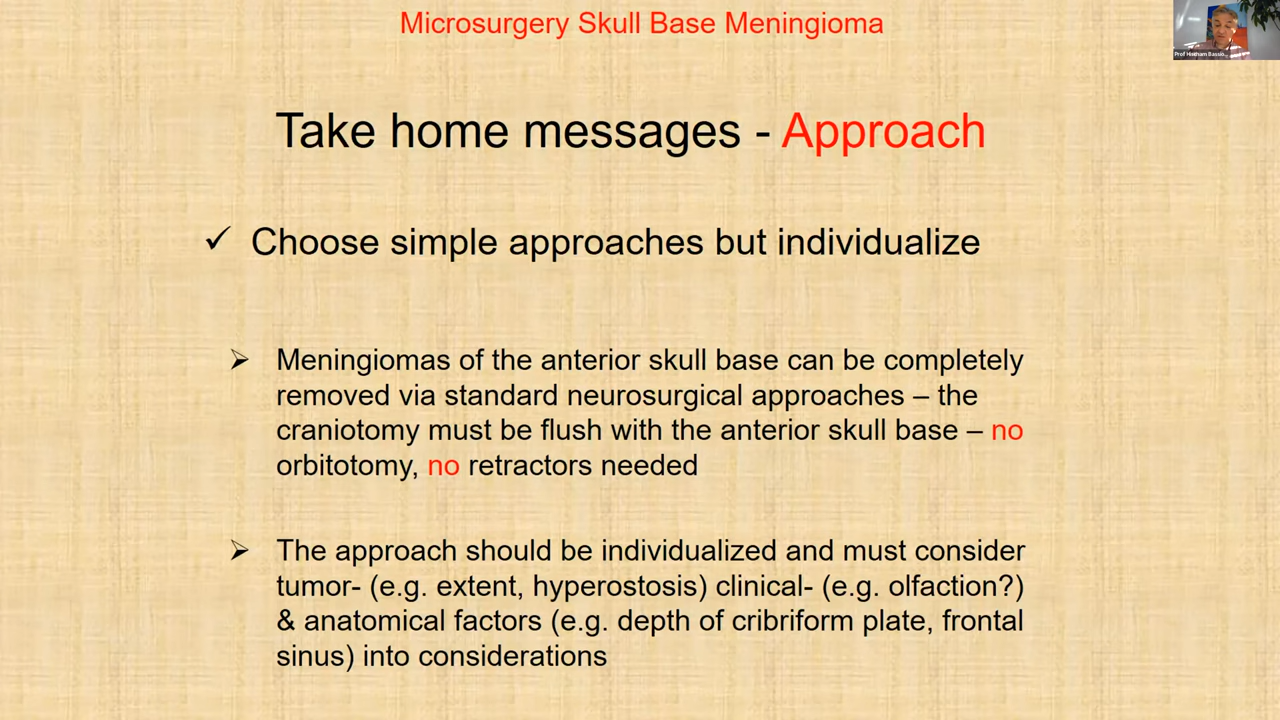 Microsurgery Skull Base Meningioma
Take home messages - Approach
✓ Choose simple approaches but individualize
➢ Meningiomas of the anterior skull base can be completely
removed via standard neurosurgical approaches – the
craniotomy must be flush with the anterior skull base – no
orbitotomy, no retractors needed
➢ The approach should be individualized and must consider
tumor- (e.g. extent, hyperostosis) clinical- (e.g. olfaction?)
& anatomical factors (e.g. depth of cribriform plate, frontal
sinus) into considerations
Prof